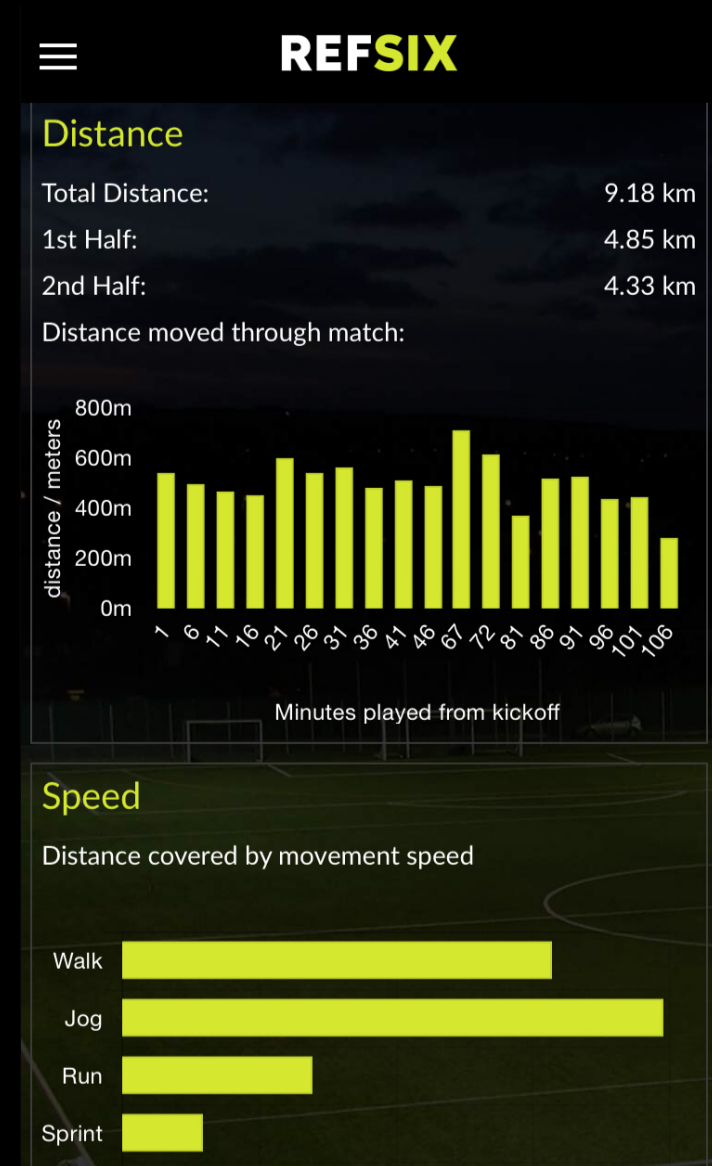 REFSIX
Distance
Total Distance: 9.18 km
1st Half: 4.85 km
2nd Half: 4.33 km
Distance moved through match:
distance / meters
800m
600m
400m
200m
0m
1 6 11 16 21 26 31 36 41 46 67 72 81 86 91 96 101 106
Minutes played from kickoff
Speed
Distance covered by movement speed
Walk
Jog
Run
Sprint